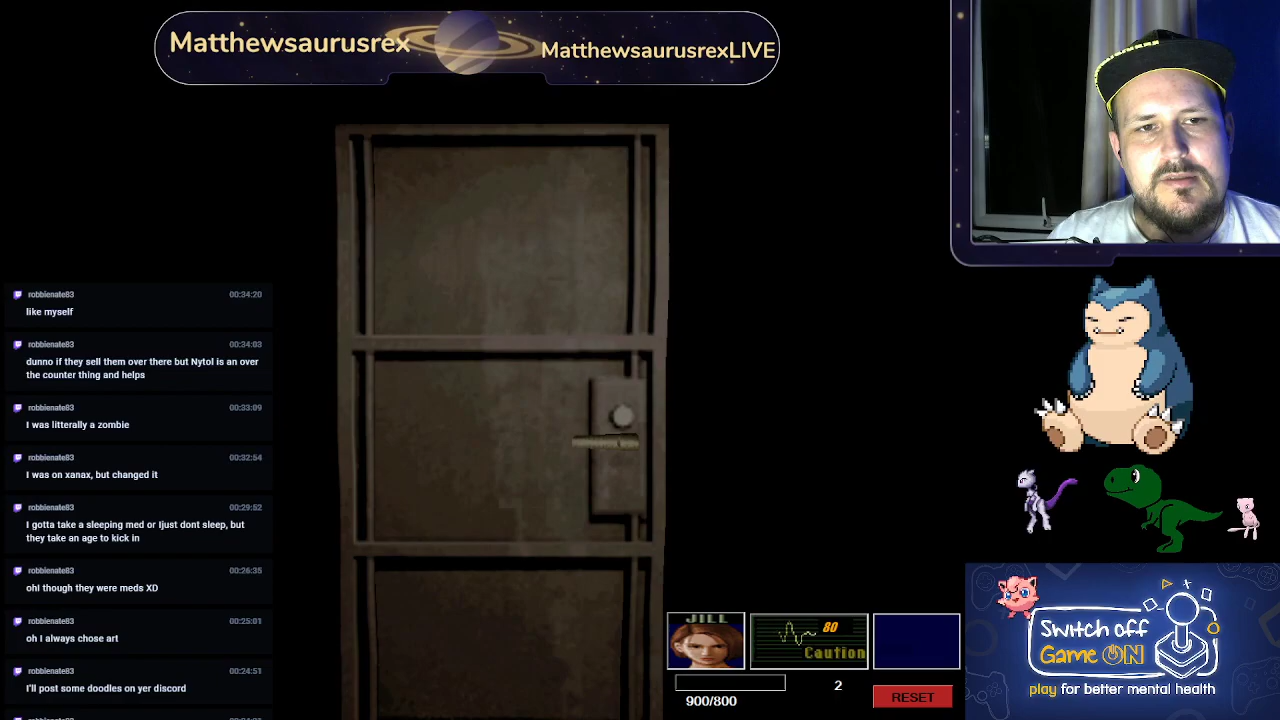 Matthewsaurusrex
MatthewsaurusrexLIVE
robbienate83 00:34:20
like myself
robbienate83 00:34:03
dunno if they sell them over there but Nytol is an over
the counter thing and helps
robbienate83 00:33:09
I was litterally a zombie
robbienate83 00:32:54
I was on xanax, but changed it
robbienate83 00:29:52
I gotta take a sleeping med or Ijust dont sleep, but
they take an age to kick in
robbienate83 00:26:35
ohI though they were meds XD
robbienate83 00:25:01
oh I always chose art
robbienate83 00:24:51
I'll post some doodles on yer discord
JILL
80
Caution
900/800
2
RESET
Switch off
Game ON
play for better mental health